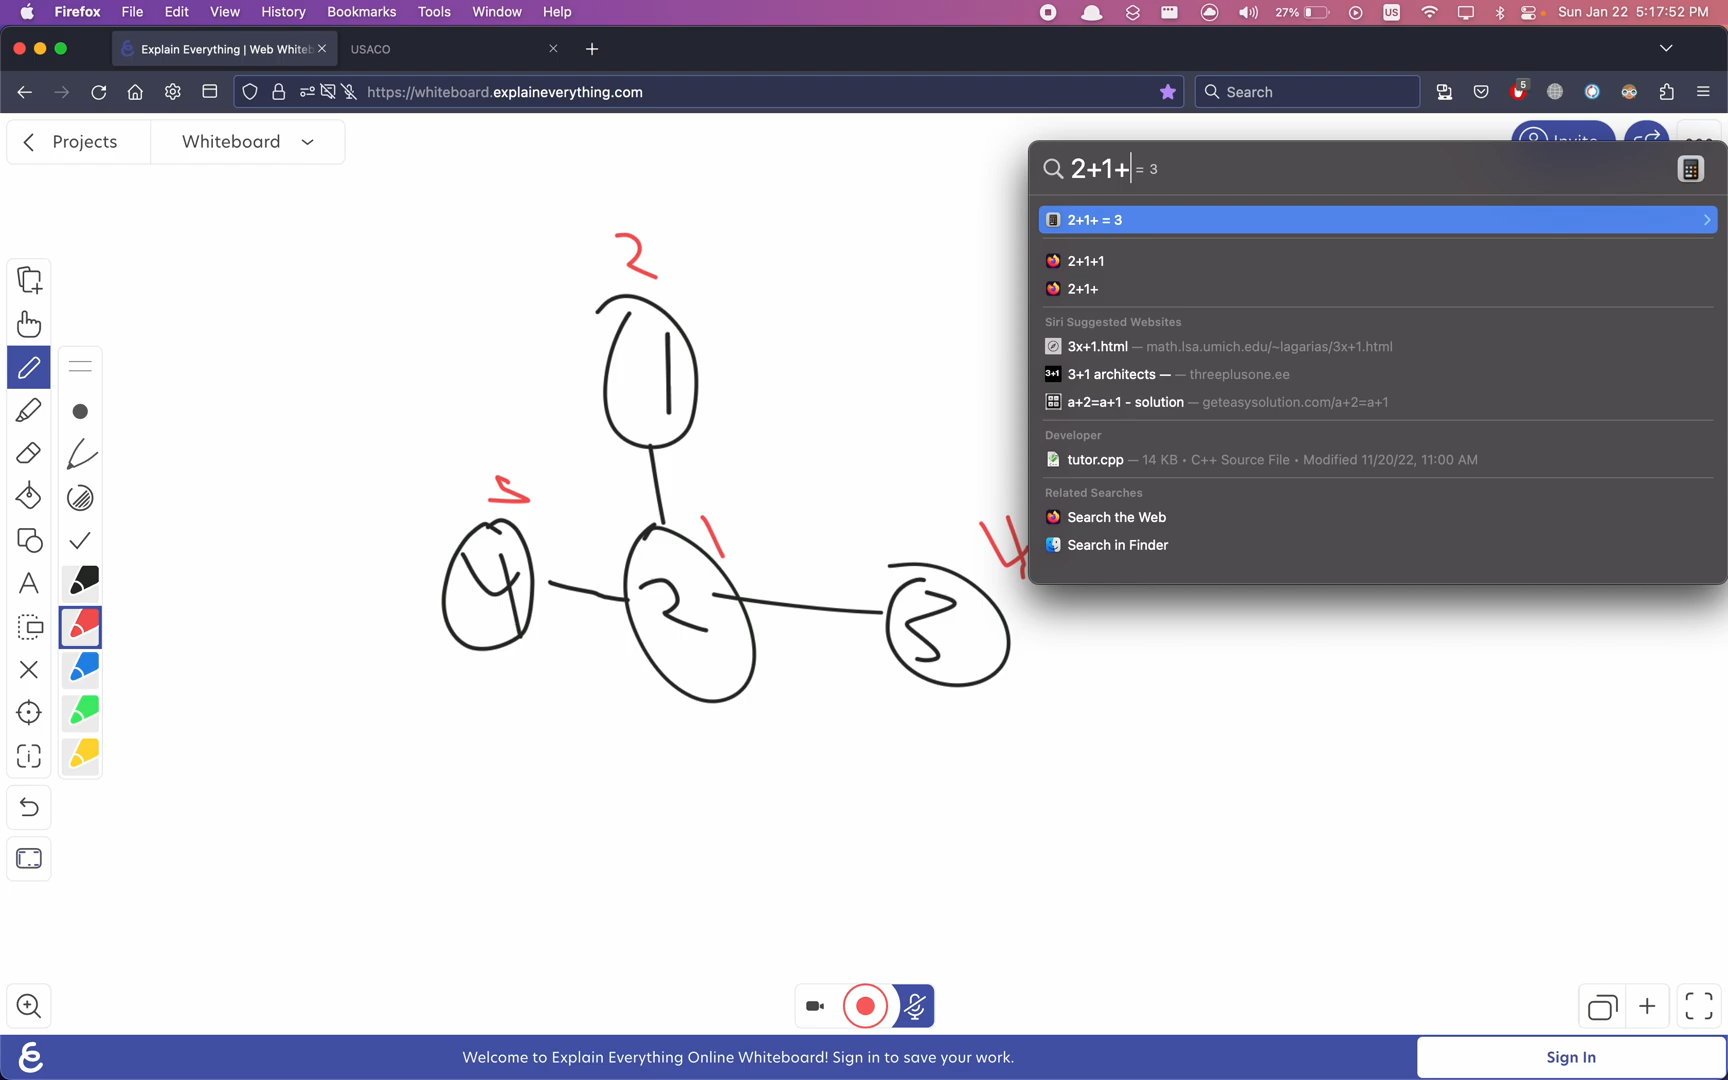 Firefox File Edit View History Bookmarks Tools Window Help 27% US Sun Jan 22 5:17:52 PM
Explain Everything | Web Whiteb USACO
https://whiteboard.explaineverything.com Search 5
Projects Whiteboard
Invite
2+1+ = 3
2+1+ = 3
2+1+1
2+1+
Siri Suggested Websites
3x+1.html — math.lsa.umich.edu/~lagarias/3x+1.html
3+1 3+1 architects — — threeplusone.ee
a+2=a+1 - solution — geteasysolution.com/a+2=a+1
Developer
tutor.cpp — 14 KB • C++ Source File • Modified 11/20/22, 11:00 AM
Related Searches
Search the Web
Search in Finder
2
1
1
4
4
2
3
A
Welcome to Explain Everything Online Whiteboard! Sign in to save your work.
Sign In